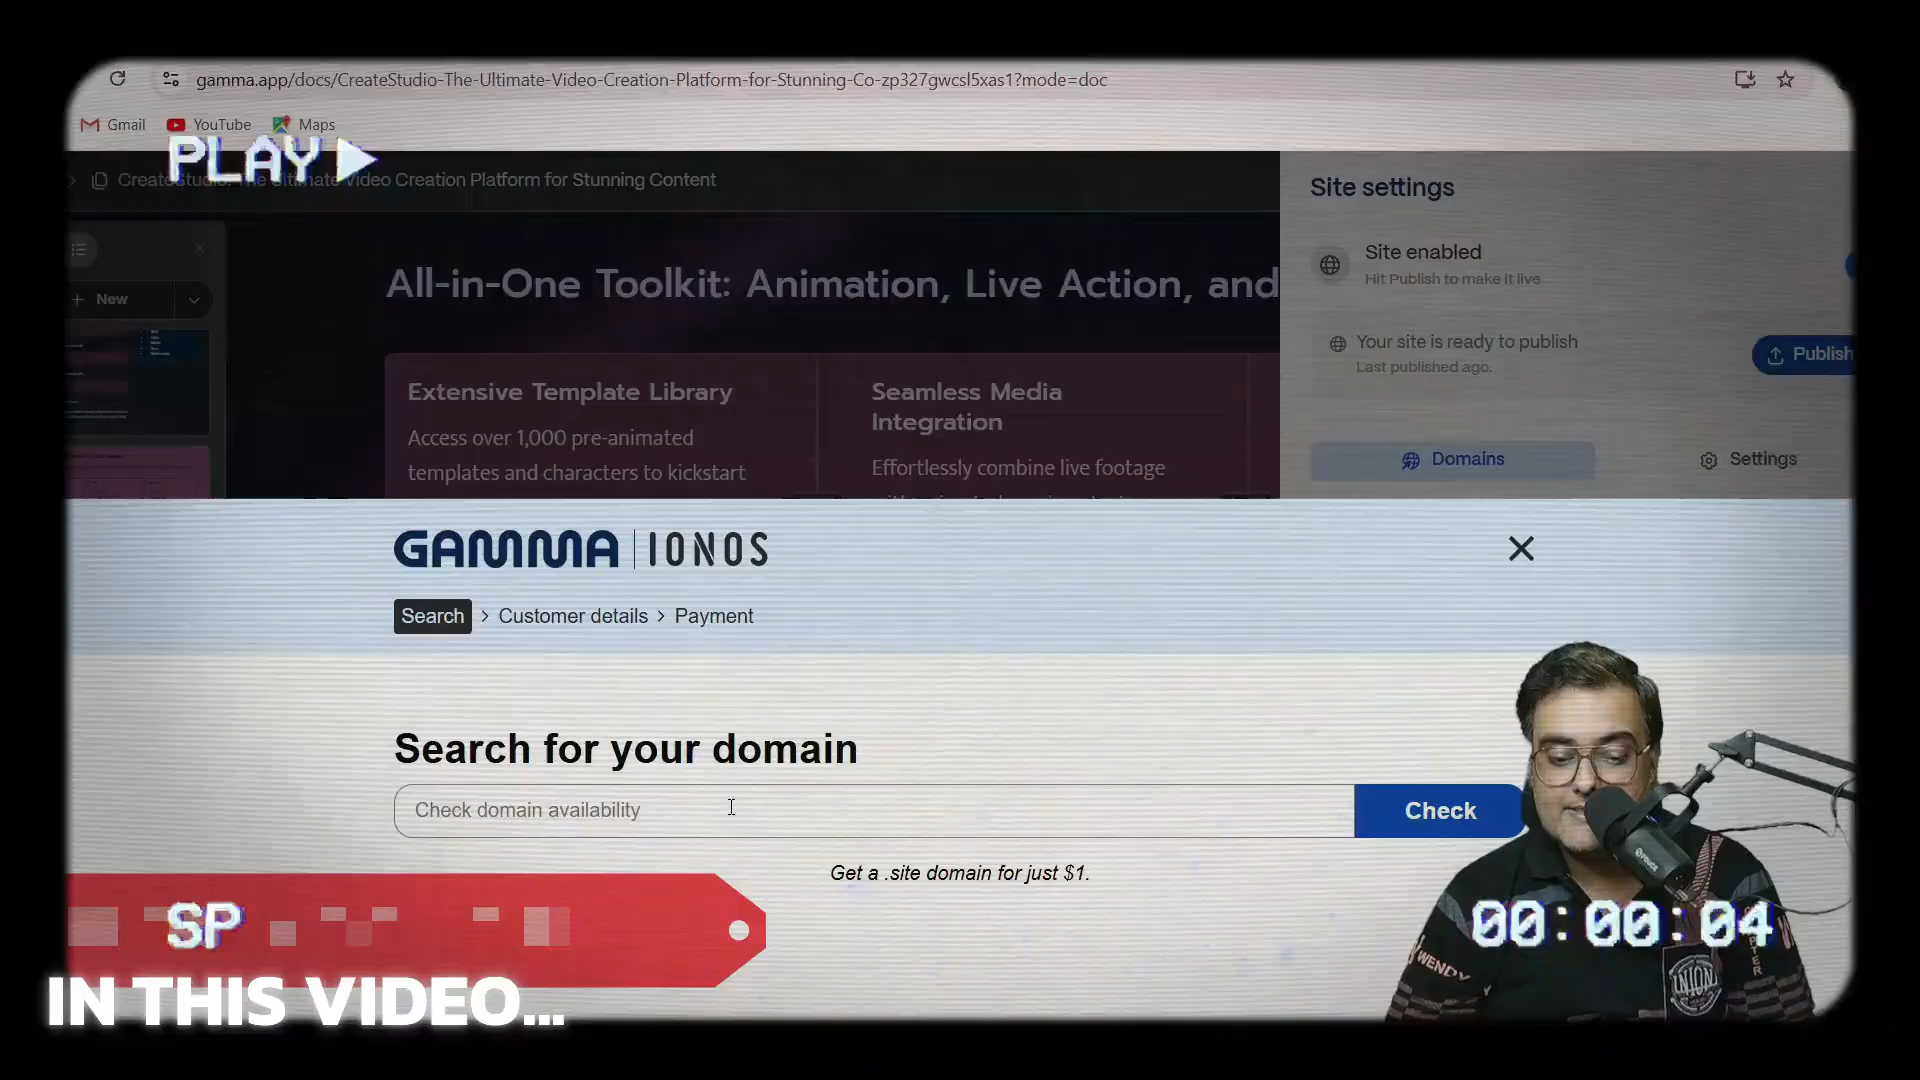 gamma.app/docs/CreateStudio-The-Ultimate-Video-Creation-Platform-for-Stunning-Co-zp327gwcsl5xas1?mode=doc
Gmail YouTube Maps
PLAY
CreateStudio: The Ultimate Video Creation Platform for Stunning Content
Site settings
Site enabled
Hit Publish to make it live
New
All-in-One Toolkit: Animation, Live Action, and
Your site is ready to publish
Last published ago.
Publish
Extensive Template Library
Access over 1,000 pre-animated
templates and characters to kickstart
Seamless Media
Integration
Effortlessly combine live footage
Domains
Settings
GAMMA | IONOS
Search > Customer details > Payment
Search for your domain
Check domain availability
Check
Get a .site domain for just $1.
SP
00:00:04
WENDY
UNION
IN THIS VIDEO...